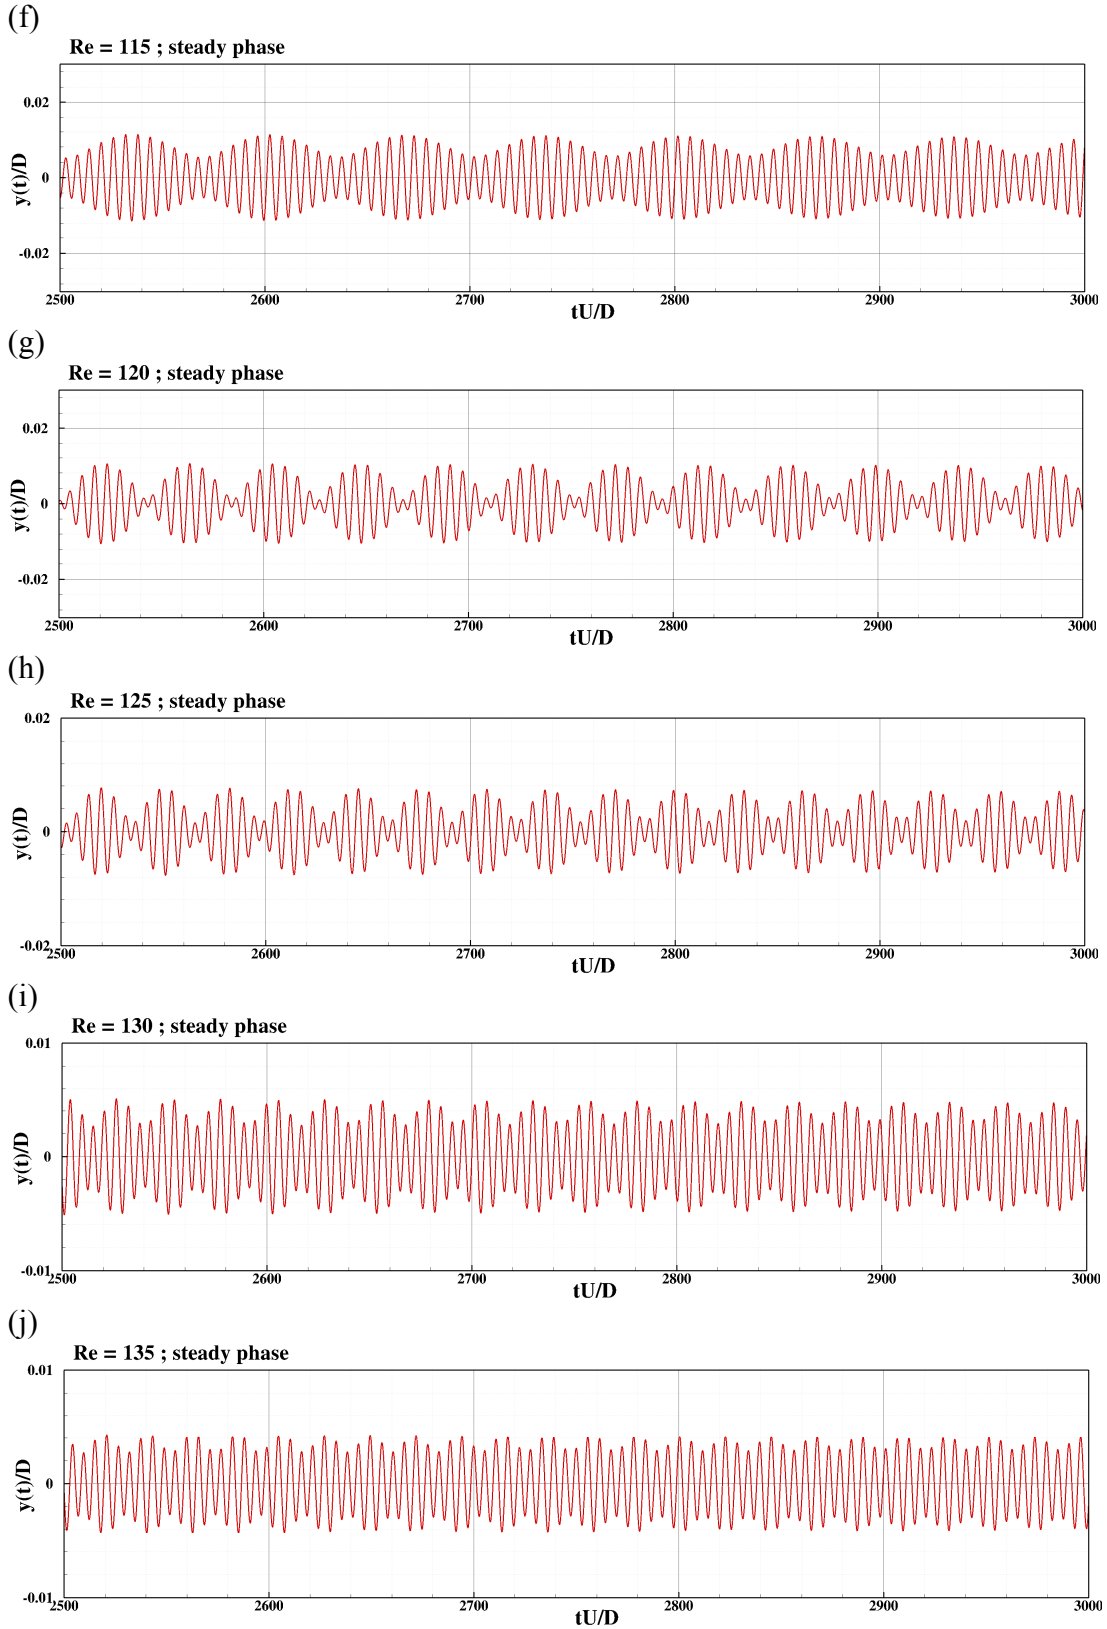 (f)
Re = 115 ; steady phase
0.02
0
-0.02
y(t)/D
2500 2600 2700 2800 2900 3000
tU/D
(g)
Re = 120 ; steady phase
0.02
0
-0.02
y(t)/D
2500 2600 2700 2800 2900 3000
tU/D
(h)
Re = 125 ; steady phase
0.02
0
-0.02
y(t)/D
2500 2600 2700 2800 2900 3000
tU/D
(i)
Re = 130 ; steady phase
0.01
0
-0.01
y(t)/D
2500 2600 2700 2800 2900 3000
tU/D
(j)
Re = 135 ; steady phase
0.01
0
-0.01
y(t)/D
2500 2600 2700 2800 2900 3000
tU/D